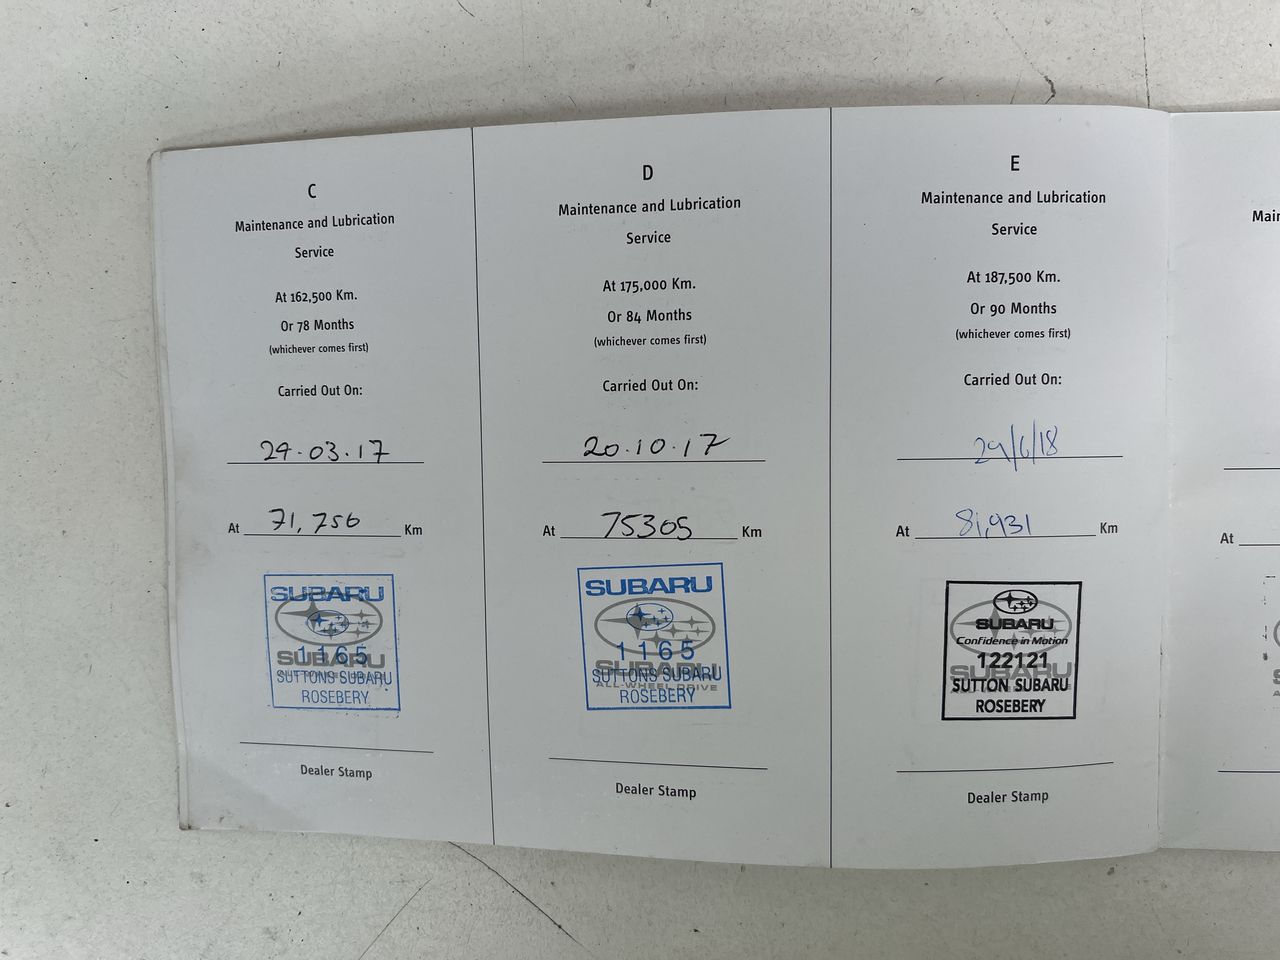 C
Maintenance and Lubrication
Service
At 162,500 Km.
Or 78 Months
(whichever comes first)
Carried Out On:
29.03.17
At 71,756 Km
SUBARU
1165
SUBARU
SUTTONS SUBARU
ROSEBERY
Dealer Stamp
D
Maintenance and Lubrication
Service
At 175,000 Km.
Or 84 Months
(whichever comes first)
Carried Out On:
20.10.17
At 75305 Km
SUBARU
1165
SUBARU
SUTTONS SUBARU
ALL-WHEEL DRIVE
ROSEBERY
Dealer Stamp
E
Maintenance and Lubrication
Service
At 187,500 Km.
Or 90 Months
(whichever comes first)
Carried Out On:
29/6/18
At 81,931 Km
SUBARU
Confidence in Motion
122121
SUBARU
SUTTON SUBARU
ROSEBERY
Dealer Stamp
At